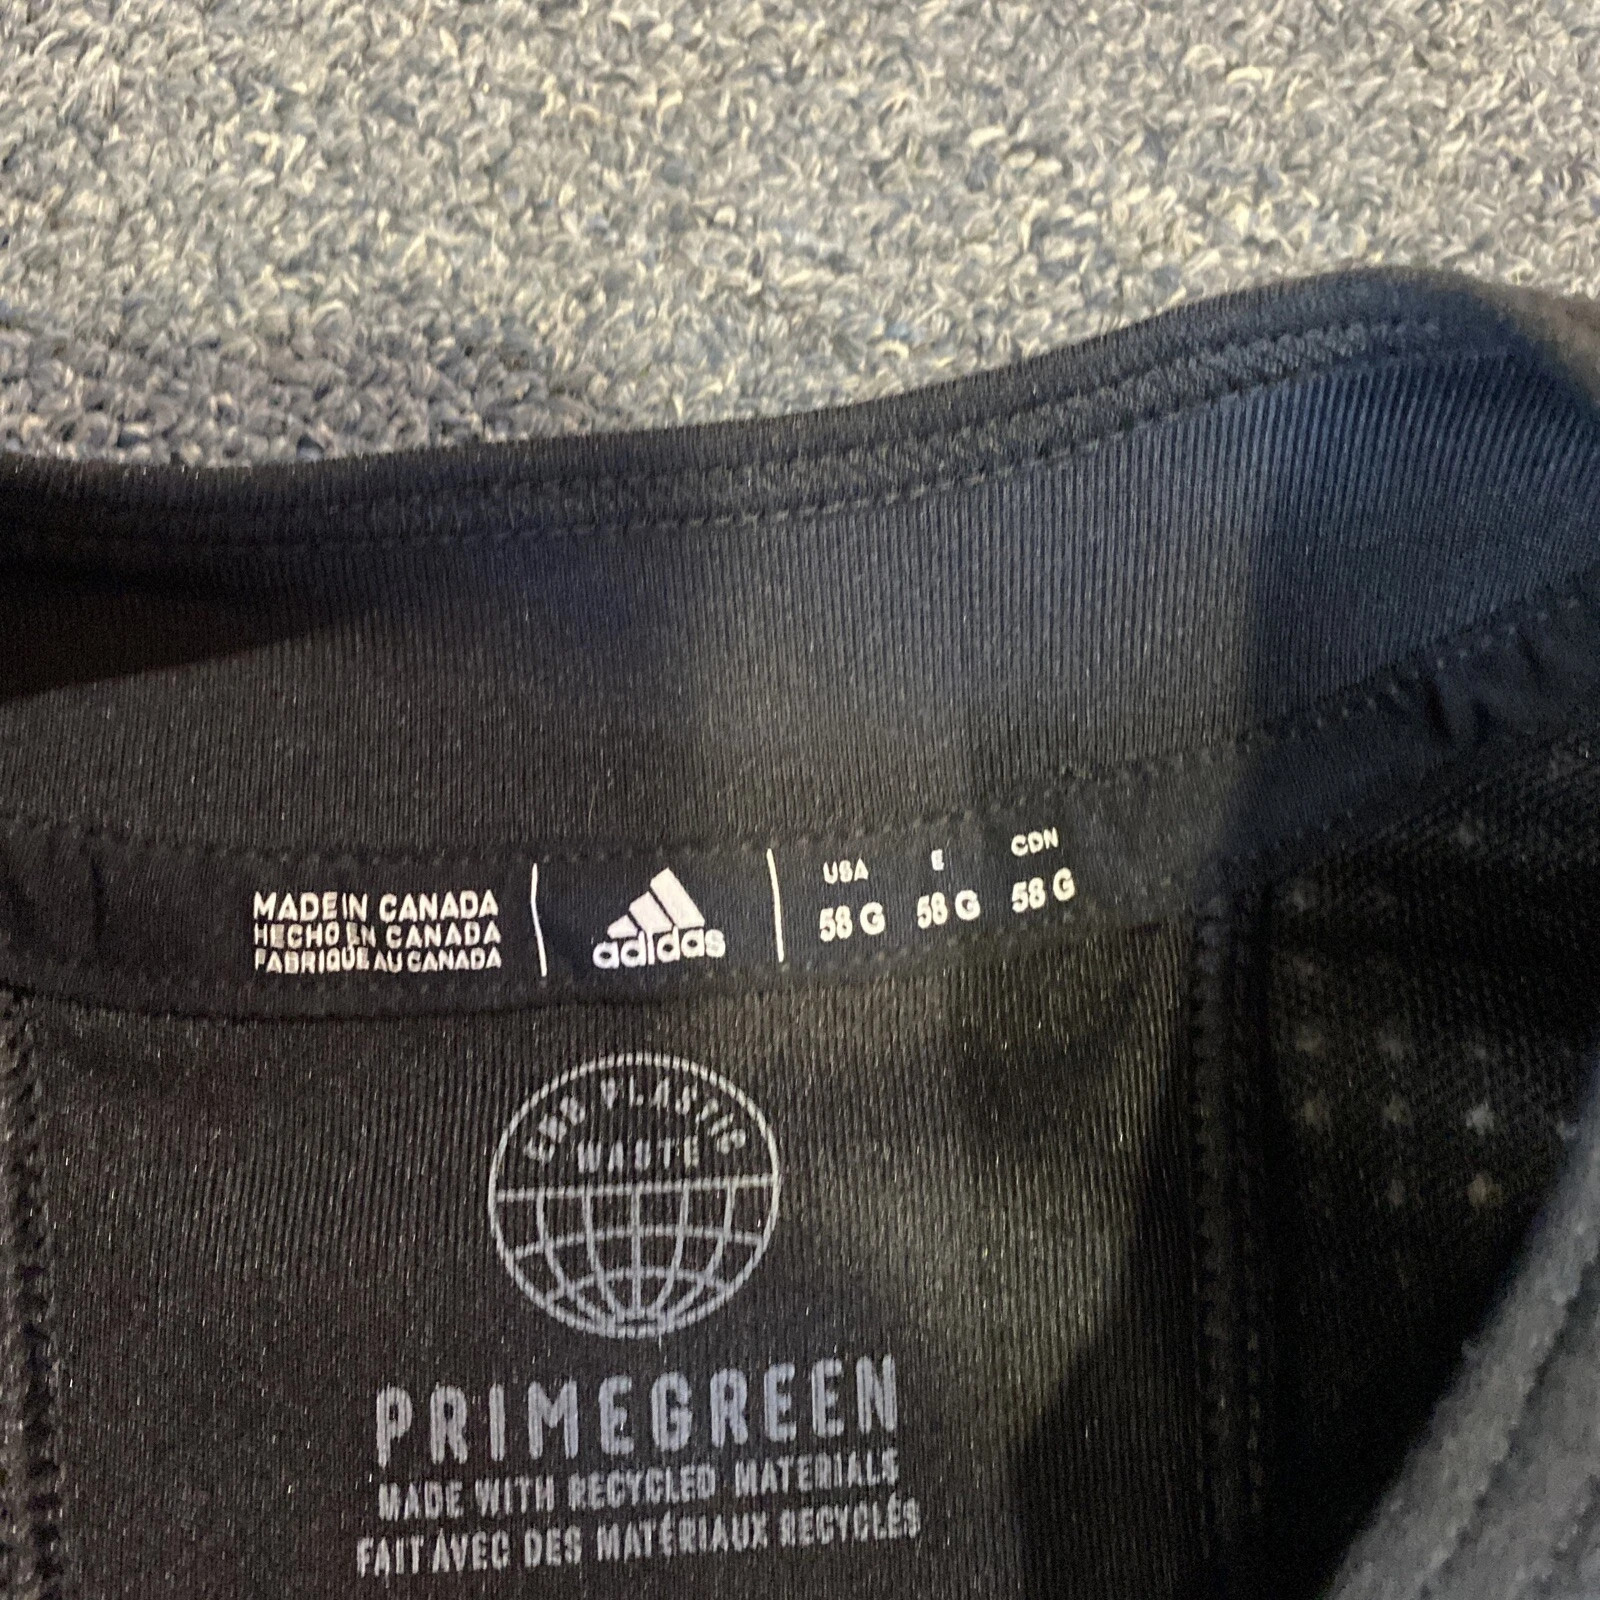 MADE IN CANADA
HECHO EN CANADA
FABRIQUE AU CANADA
adidas
USA E CDN
58 G 58 G 58 G
END PLASTIC
WASTE
PRIMEGREEN
MADE WITH RECYCLED MATERIALS
FAIT AVEC DES MATÉRIAUX RECYCLÉS